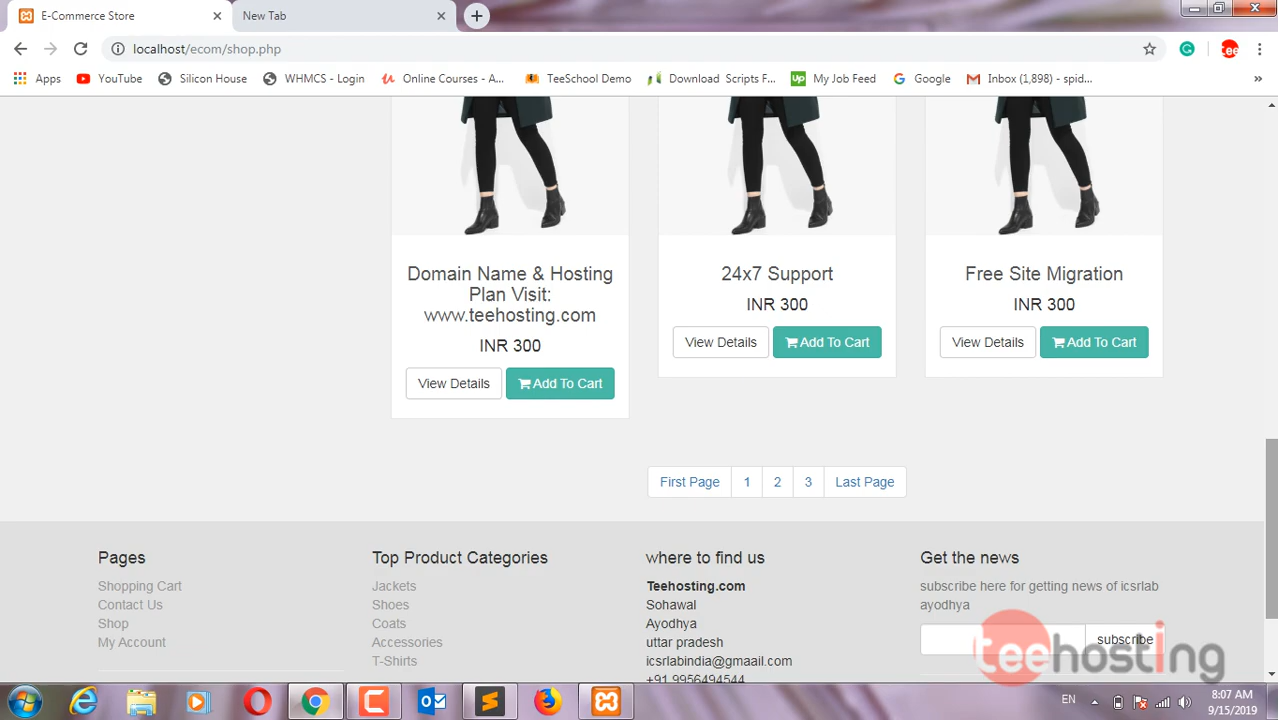 E-Commerce Store
New Tab
localhost/ecom/shop.php
Apps YouTube Silicon House WHMCS - Login Online Courses - A... TeeSchool Demo Download Scripts F... Up My Job Feed Google Inbox (1,898) - spid... »
Domain Name & Hosting
Plan Visit:
www.teehosting.com
INR 300
View Details Add To Cart
24x7 Support
INR 300
View Details Add To Cart
Free Site Migration
INR 300
View Details Add To Cart
First Page 1 2 3 Last Page
Pages
Shopping Cart
Contact Us
Shop
My Account
Top Product Categories
Jackets
Shoes
Coats
Accessories
T-Shirts
where to find us
Teehosting.com
Sohawal
Ayodhya
uttar pradesh
icsrlabindia@gmaail.com
+91 9956494544
Get the news
subscribe here for getting news of icsrlab
ayodhya
subscribe
teehosting
EN
8:07 AM
9/15/2019